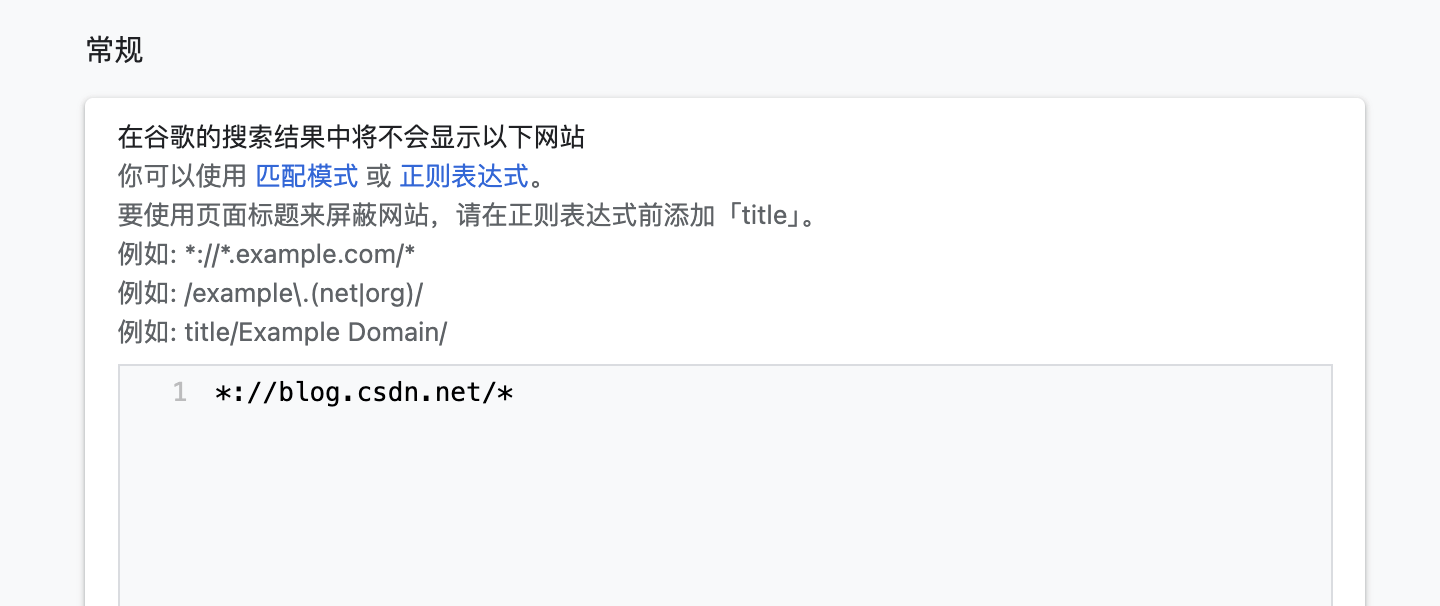 常规
在谷歌的搜索结果中将不会显示以下网站
你可以使用 匹配模式 或 正则表达式。
要使用页面标题来屏蔽网站，请在正则表达式前添加「title」。
例如: *://*.example.com/*
例如: /example\.(net|org)/
例如: title/Example Domain/
1 *://blog.csdn.net/*